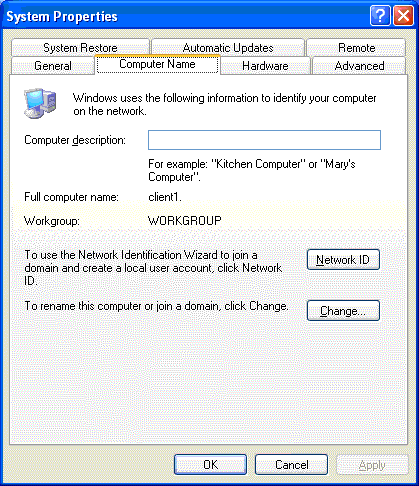 System Properties
System Restore Automatic Updates Remote
General Computer Name Hardware Advanced
Windows uses the following information to identify your computer
on the network.
Computer description:
For example: "Kitchen Computer" or "Mary's
Computer".
Full computer name: client1.
Workgroup: WORKGROUP
To use the Network Identification Wizard to join a
domain and create a local user account, click Network
ID.
Network ID
To rename this computer or join a domain, click Change.
Change...
OK Cancel Apply